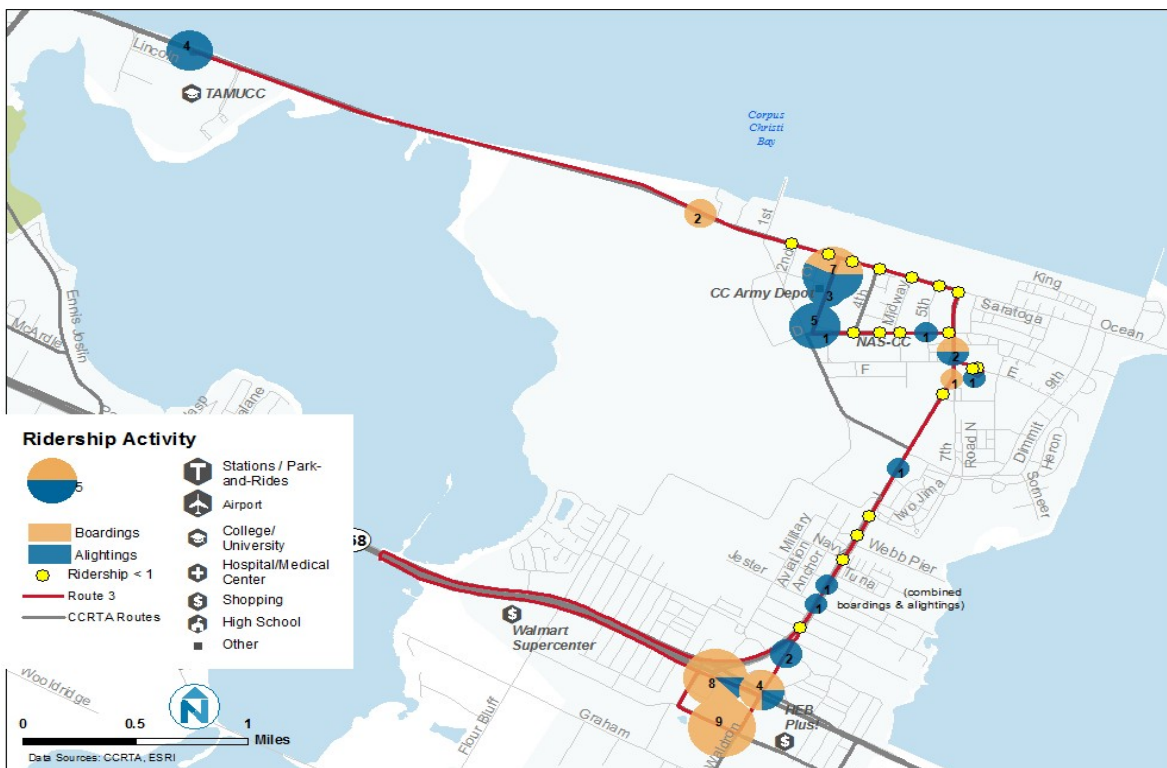 Lincoln
4
TAMUCC
Corpus
Christi
Bay
2
1st
2nd
7
CC Army Depot
3
4th
Midway
5th
King
Saratoga
Ocean
5
1
NAS-CC
1
2
F
E
9th
1
1
McArdle
Ennis Joslin
7th
Road N
Dimmit
Heron
Someer
1
Iwo Jima
Military
Aviation
Anchor
Navy
Webb Pier
Jester
Tuna
1
1
(combined
boardings & alightings)
2
Walmart
Supercenter
8
4
9
HEB
Plus!
Waldron
Graham
Flour Bluff
Wooldridge
Ridership Activity
5
Boardings
Alightings
Ridership < 1
Route 3
CCRTA Routes
Stations / Park-
and-Rides
Airport
College/
University
Hospital/Medical
Center
Shopping
High School
Other
N
0 0.5 1
Miles
Data Sources: CCRTA, ESRI